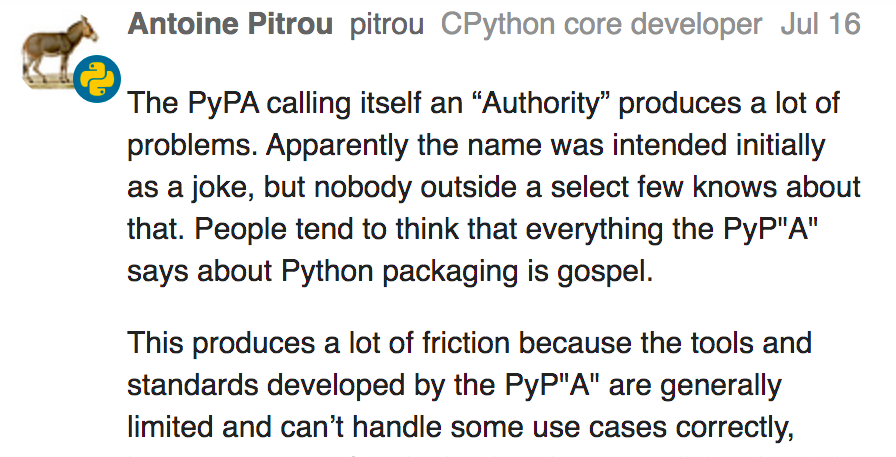 Antoine Pitrou pitrou CPython core developer Jul 16
The PyPA calling itself an “Authority” produces a lot of
problems. Apparently the name was intended initially
as a joke, but nobody outside a select few knows about
that. People tend to think that everything the PyP"A"
says about Python packaging is gospel.
This produces a lot of friction because the tools and
standards developed by the PyP"A" are generally
limited and can’t handle some use cases correctly,